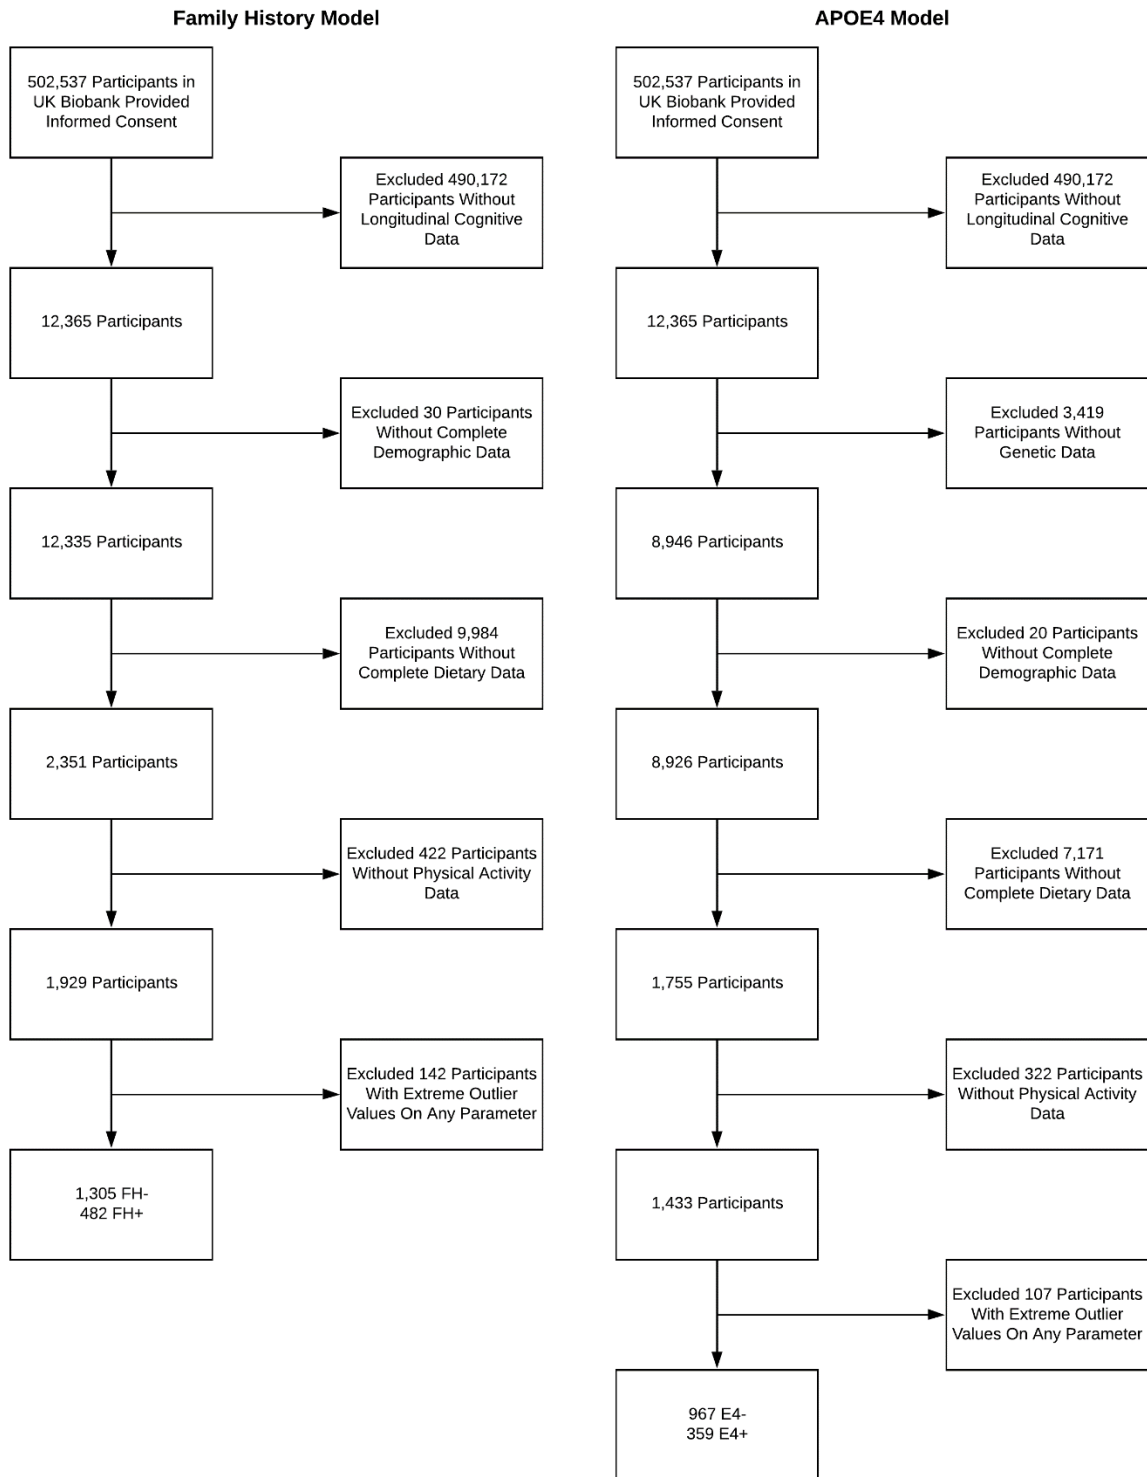 Family History Model
502,537 Participants in
UK Biobank Provided
Informed Consent
Excluded 490,172
Participants Without
Longitudinal Cognitive
Data
12,365 Participants
Excluded 30 Participants
Without Complete
Demographic Data
12,335 Participants
Excluded 9,984
Participants Without
Complete Dietary Data
2,351 Participants
Excluded 422 Participants
Without Physical Activity
Data
1,929 Participants
Excluded 142 Participants
With Extreme Outlier
Values On Any Parameter
1,305 FH-
482 FH+
APOE4 Model
502,537 Participants in
UK Biobank Provided
Informed Consent
Excluded 490,172
Participants Without
Longitudinal Cognitive
Data
12,365 Participants
Excluded 3,419
Participants Without
Genetic Data
8,946 Participants
Excluded 20 Participants
Without Complete
Demographic Data
8,926 Participants
Excluded 7,171
Participants Without
Complete Dietary Data
1,755 Participants
Excluded 322 Participants
Without Physical Activity
Data
1,433 Participants
Excluded 107 Participants
With Extreme Outlier
Values On Any Parameter
967 E4-
359 E4+